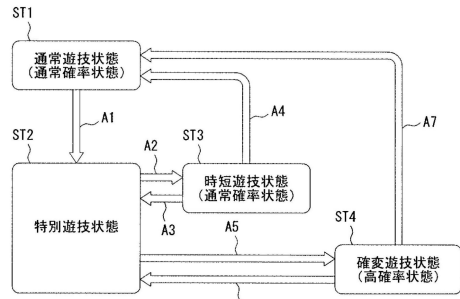 ST1
通常遊技状態
(通常確率状態)
A1
A4
A7
ST2
A2
ST3
特別遊技状態
時短遊技状態
(通常確率状態)
A3
A5
ST4
確変遊技状態
(高確率状態)